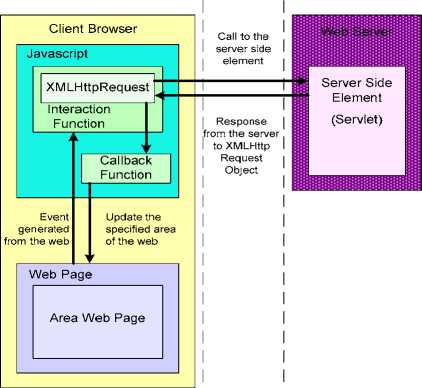 Client Browser
Javascript
XMLHttpRequest
Interaction
Function
Callback
Function
Event
generated
from the web
Update the
specified area
of the web
Web Page
Area Web Page
Call to the
server side
element
Response
from the server
to XMLHttp
Request
Object
Web Server
Server Side
Element
(Servlet)